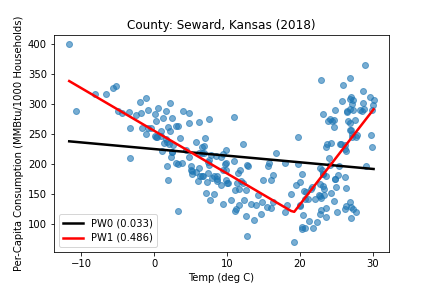 County: Seward, Kansas (2018)
Per-Capita Consumption (MMBtu/1000 Households)
400
350
300
250
200
150
100
PW0 (0.033)
PW1 (0.486)
−10 0 10 20 30
Temp (deg C)